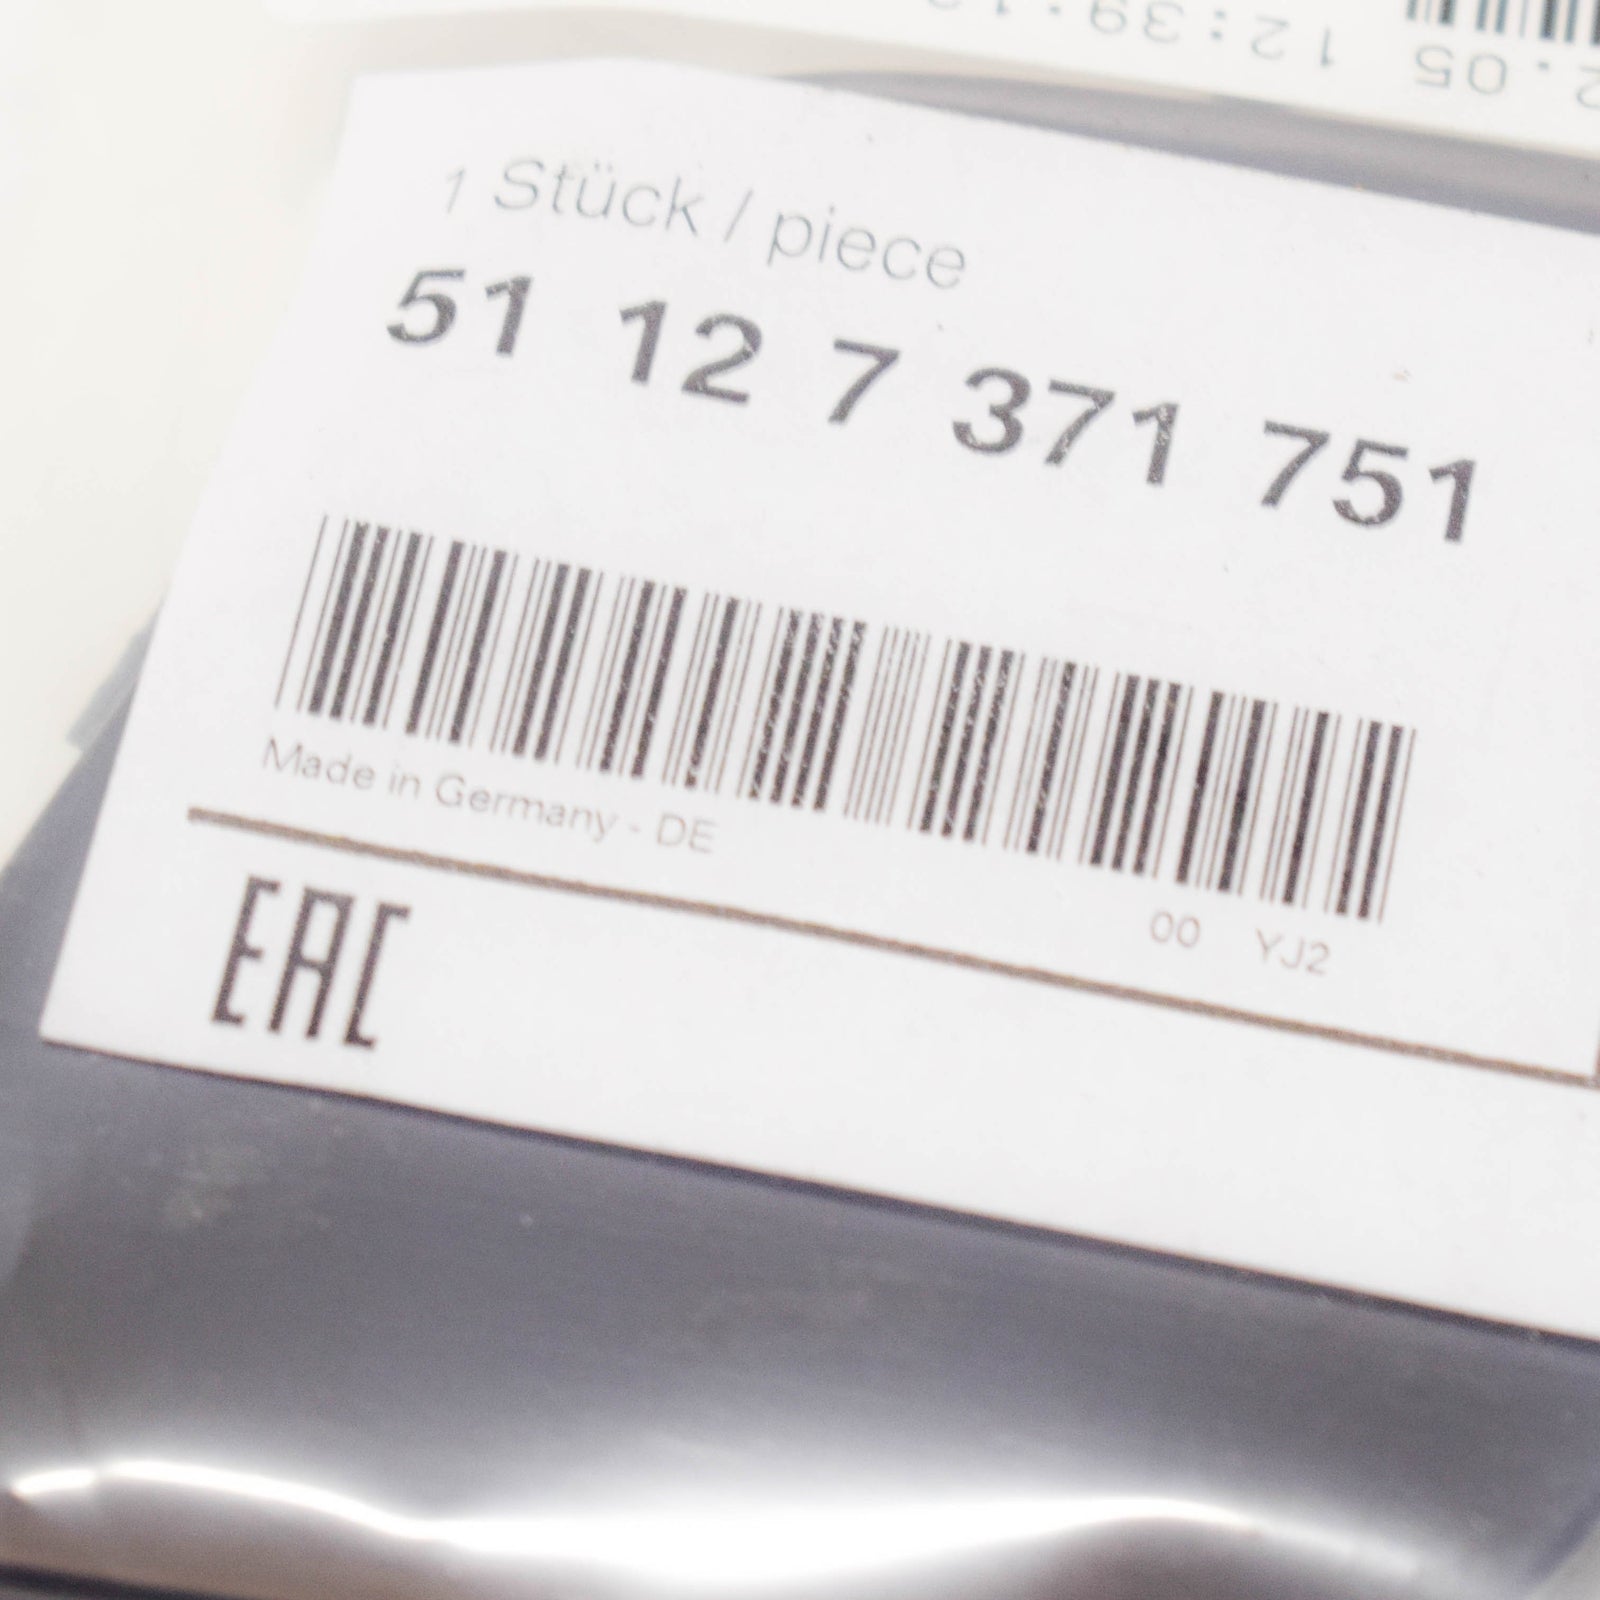 1 Stück / piece
51 12 7 371 751
Made in Germany - DE
00 YJ2
EAC